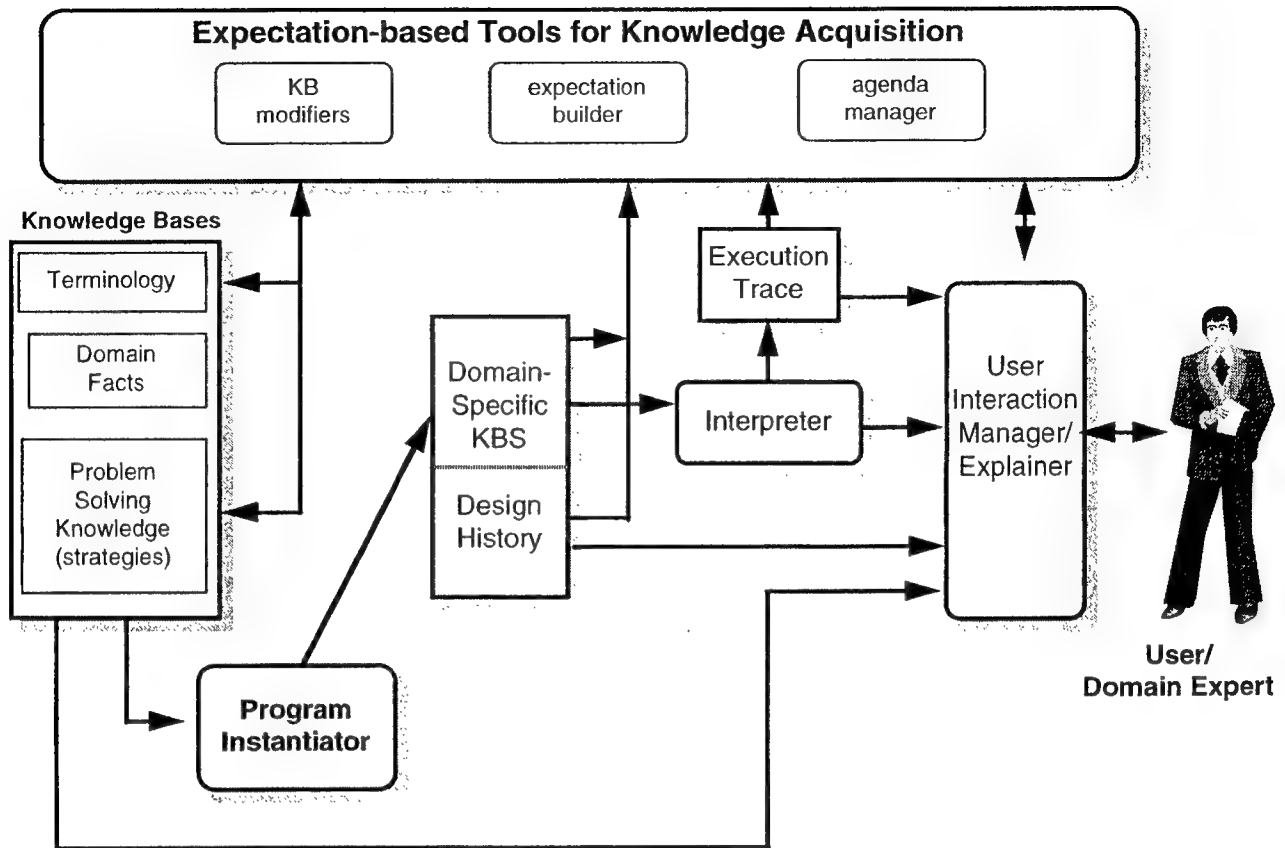 Expectation-based Tools for Knowledge Acquisition
KB
modifiers
expectation
builder
agenda
manager
Knowledge Bases
Terminology
Domain
Facts
Problem
Solving
Knowledge
(strategies)
Domain-
Specific
KBS
Design
History
Execution
Trace
Interpreter
User
Interaction
Manager/
Explainer
User/
Domain Expert
Program
Instantiator